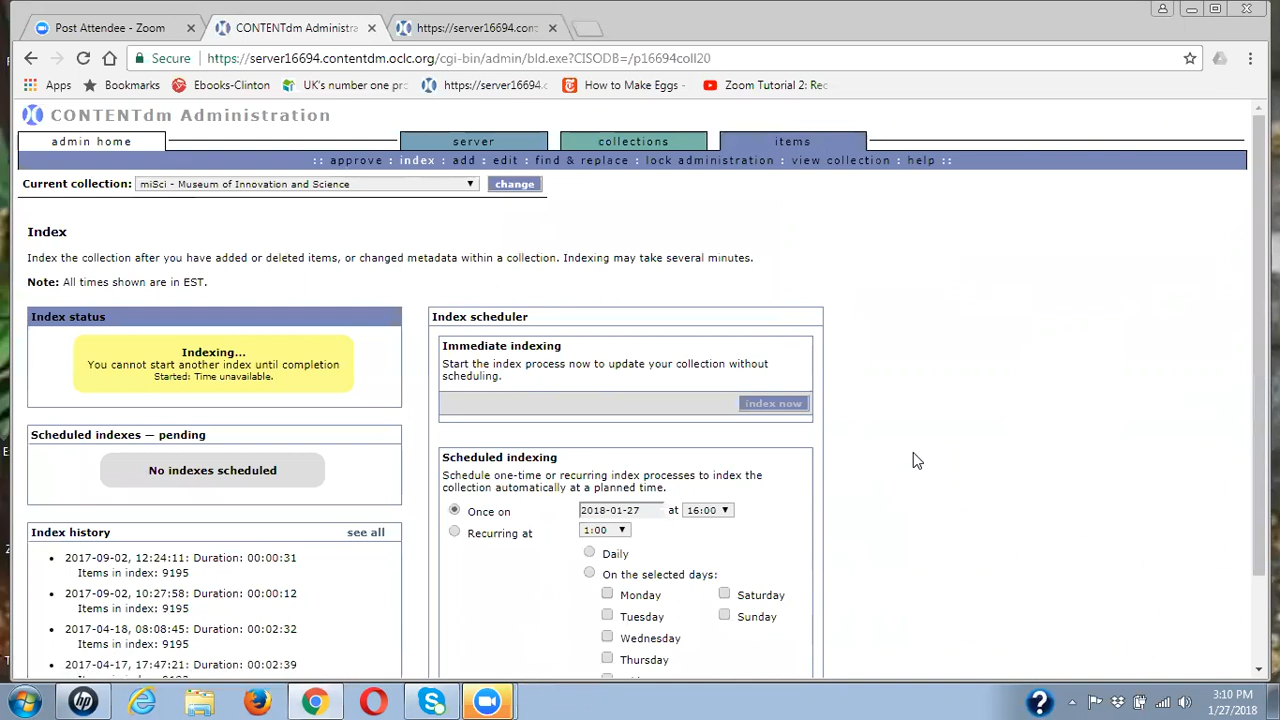 Post Attendee - Zoom
CONTENTdm Administra
https://server16694.con
Secure https://server16694.contentdm.oclc.org/cgi-bin/admin/bld.exe?CISODB=/p16694coll20
Apps Bookmarks Ebooks-Clinton UK's number one pr https://server16694.c How to Make Eggs - Zoom Tutorial 2: Rec
CONTENTdm Administration
admin home server collections items
:: approve : index : add : edit : find & replace : lock administration : view collection : help ::
Current collection: miSci - Museum of Innovation and Science change
Index
Index the collection after you have added or deleted items, or changed metadata within a collection. Indexing may take several minutes.
Note: All times shown are in EST.
Index status
Indexing...
You cannot start another index until completion
Started: Time unavailable.
Scheduled indexes — pending
No indexes scheduled
Index history see all
2017-09-02, 12:24:11: Duration: 00:00:31
Items in index: 9195
2017-09-02, 10:27:58: Duration: 00:00:12
Items in index: 9195
2017-04-18, 08:08:45: Duration: 00:02:32
Items in index: 9195
2017-04-17, 17:47:21: Duration: 00:02:39
Index scheduler
Immediate indexing
Start the index process now to update your collection without
scheduling.
index now
Scheduled indexing
Schedule one-time or recurring index processes to index the
collection automatically at a planned time.
Once on 2018-01-27 at 16:00
Recurring at 1:00
Daily
On the selected days:
Monday Saturday
Tuesday Sunday
Wednesday
Thursday
3:10 PM
1/27/2018